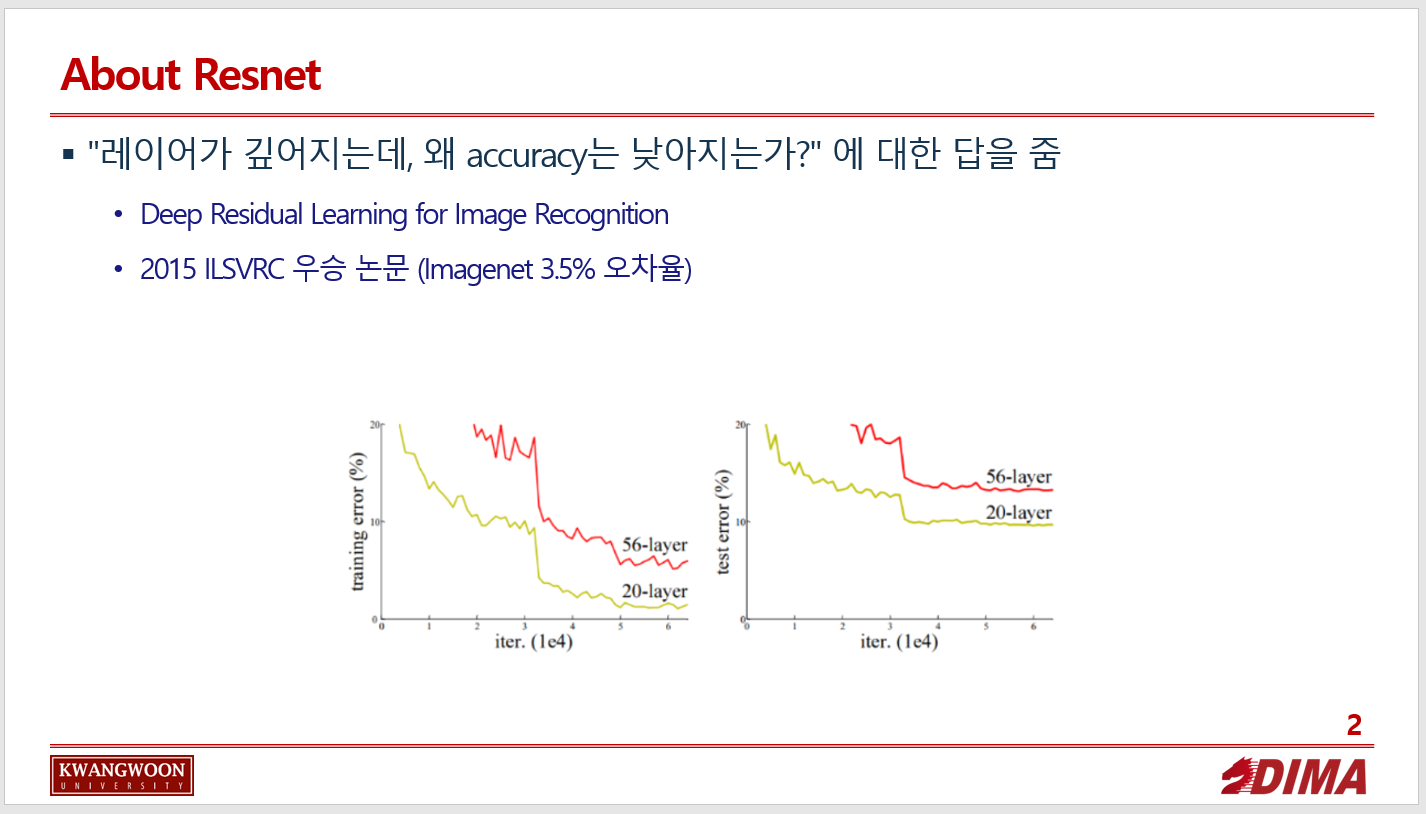 About Resnet
▪ "레이어가 깊어지는데, 왜 accuracy는 낮아지는가?" 에 대한 답을 줌
• Deep Residual Learning for Image Recognition
• 2015 ILSVRC 우승 논문 (Imagenet 3.5% 오차율)
20
10
0
training error (%)
56-layer
20-layer
0 1 2 3 4 5 6
iter. (1e4)
20
10
0
test error (%)
56-layer
20-layer
0 1 2 3 4 5 6
iter. (1e4)
2
KWANGWOON
UNIVERSITY
DIMA